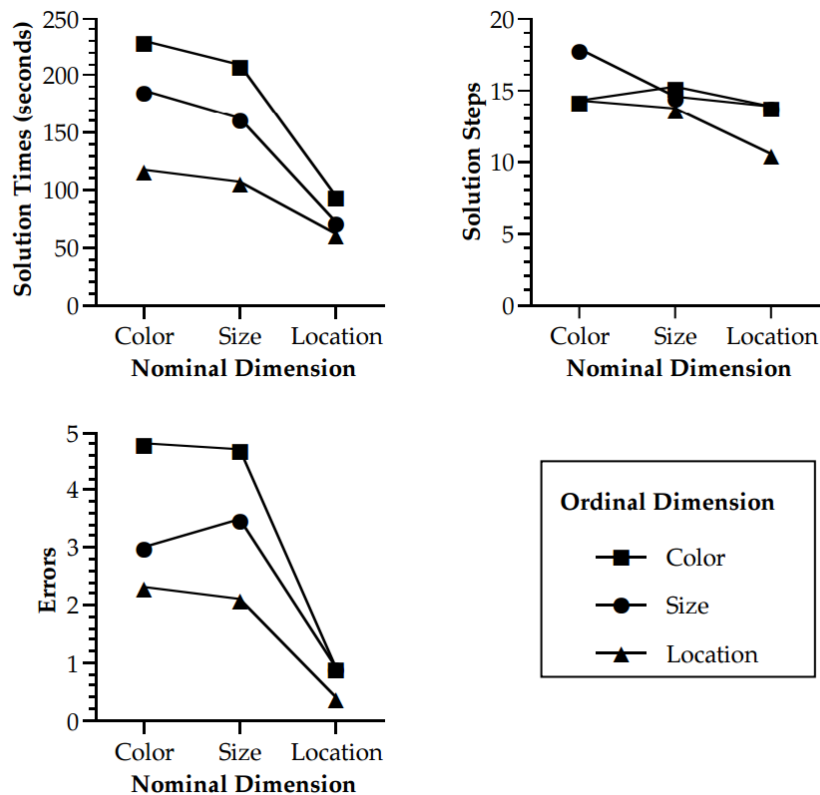 Solution Times (seconds)
250
200
150
100
50
0
Color Size Location
Nominal Dimension
Solution Steps
20
15
10
5
0
Color Size Location
Nominal Dimension
Errors
5
4
3
2
1
0
Color Size Location
Nominal Dimension
Ordinal Dimension
Color
Size
Location